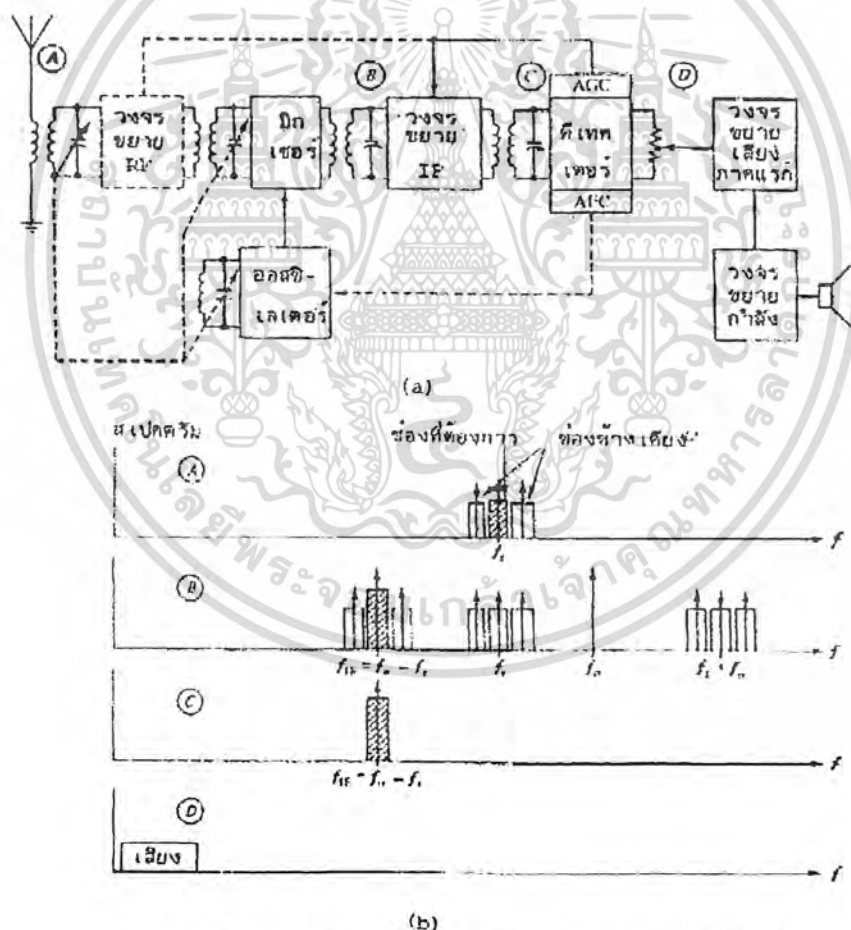 A
B
C
D
วงจร
ขยาย
RF
มิก
เซอร์
วงจร
ขยาย
IF
AGC
ดีเทค
เตอร์
AFC
วงจร
ขยาย
เสียง
ภาคแรก
ออสซิ-
เลเตอร์
วงจร
ขยาย
กำลัง
(a)
สเปคตรัม
ช่องที่ต้องการ
ช่องข้างเคียง
A
f
fs
B
f
fIF = fo - fs
fs
fo
fs + fo
C
f
fIF = fo - fs
D
เสียง
f
(b)